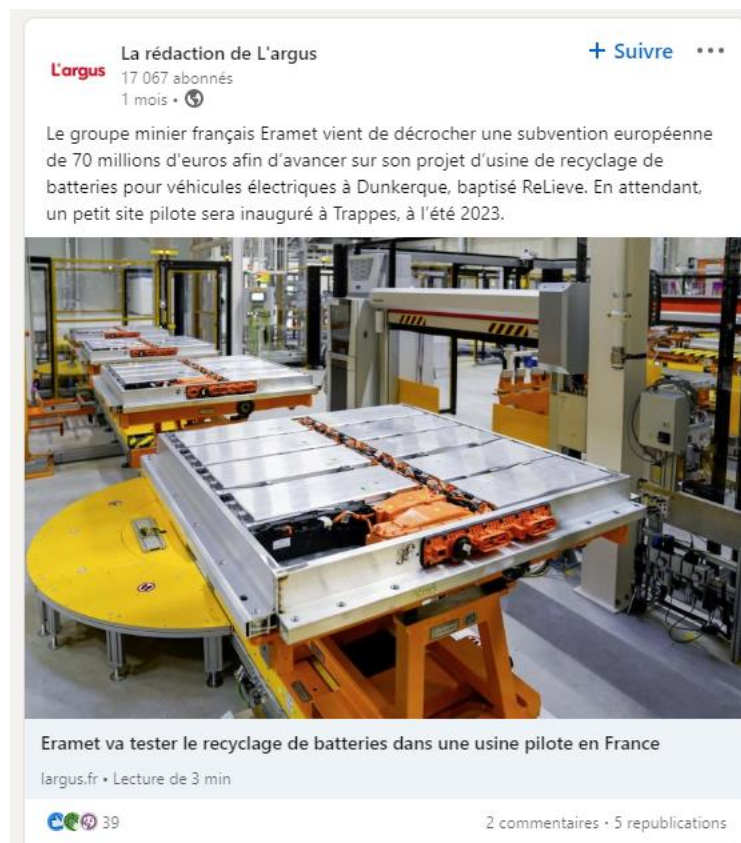 L'argus
La rédaction de L'argus
17 067 abonnés
1 mois •
+ Suivre
Le groupe minier français Eramet vient de décrocher une subvention européenne
de 70 millions d'euros afin d’avancer sur son projet d’usine de recyclage de
batteries pour véhicules électriques à Dunkerque, baptisé ReLieve. En attendant,
un petit site pilote sera inauguré à Trappes, à l’été 2023.
Eramet va tester le recyclage de batteries dans une usine pilote en France
largus.fr • Lecture de 3 min
39
2 commentaires • 5 republications